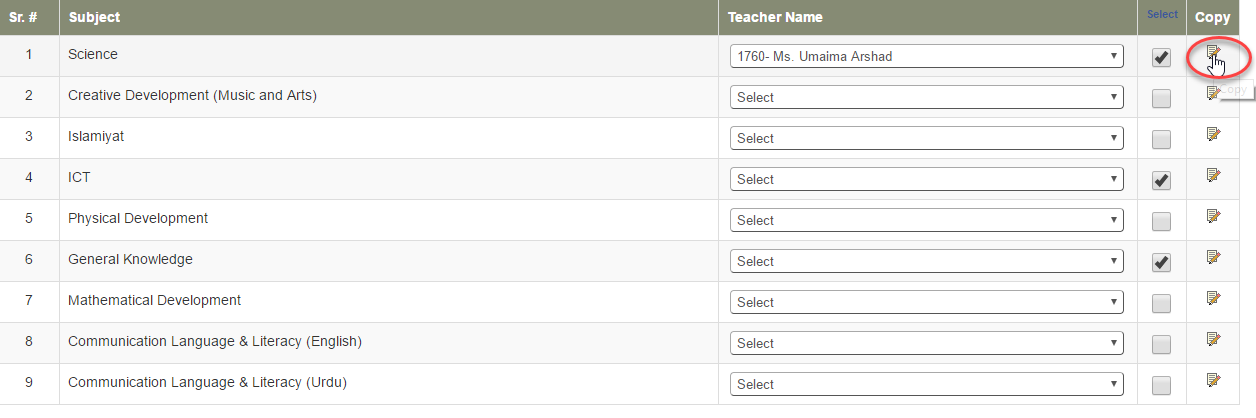 Sr. # Subject Teacher Name Select Copy
1 Science 1760- Ms. Umaima Arshad
Copy
2 Creative Development (Music and Arts) Select
3 Islamiyat Select
4 ICT Select
5 Physical Development Select
6 General Knowledge Select
7 Mathematical Development Select
8 Communication Language & Literacy (English) Select
9 Communication Language & Literacy (Urdu) Select